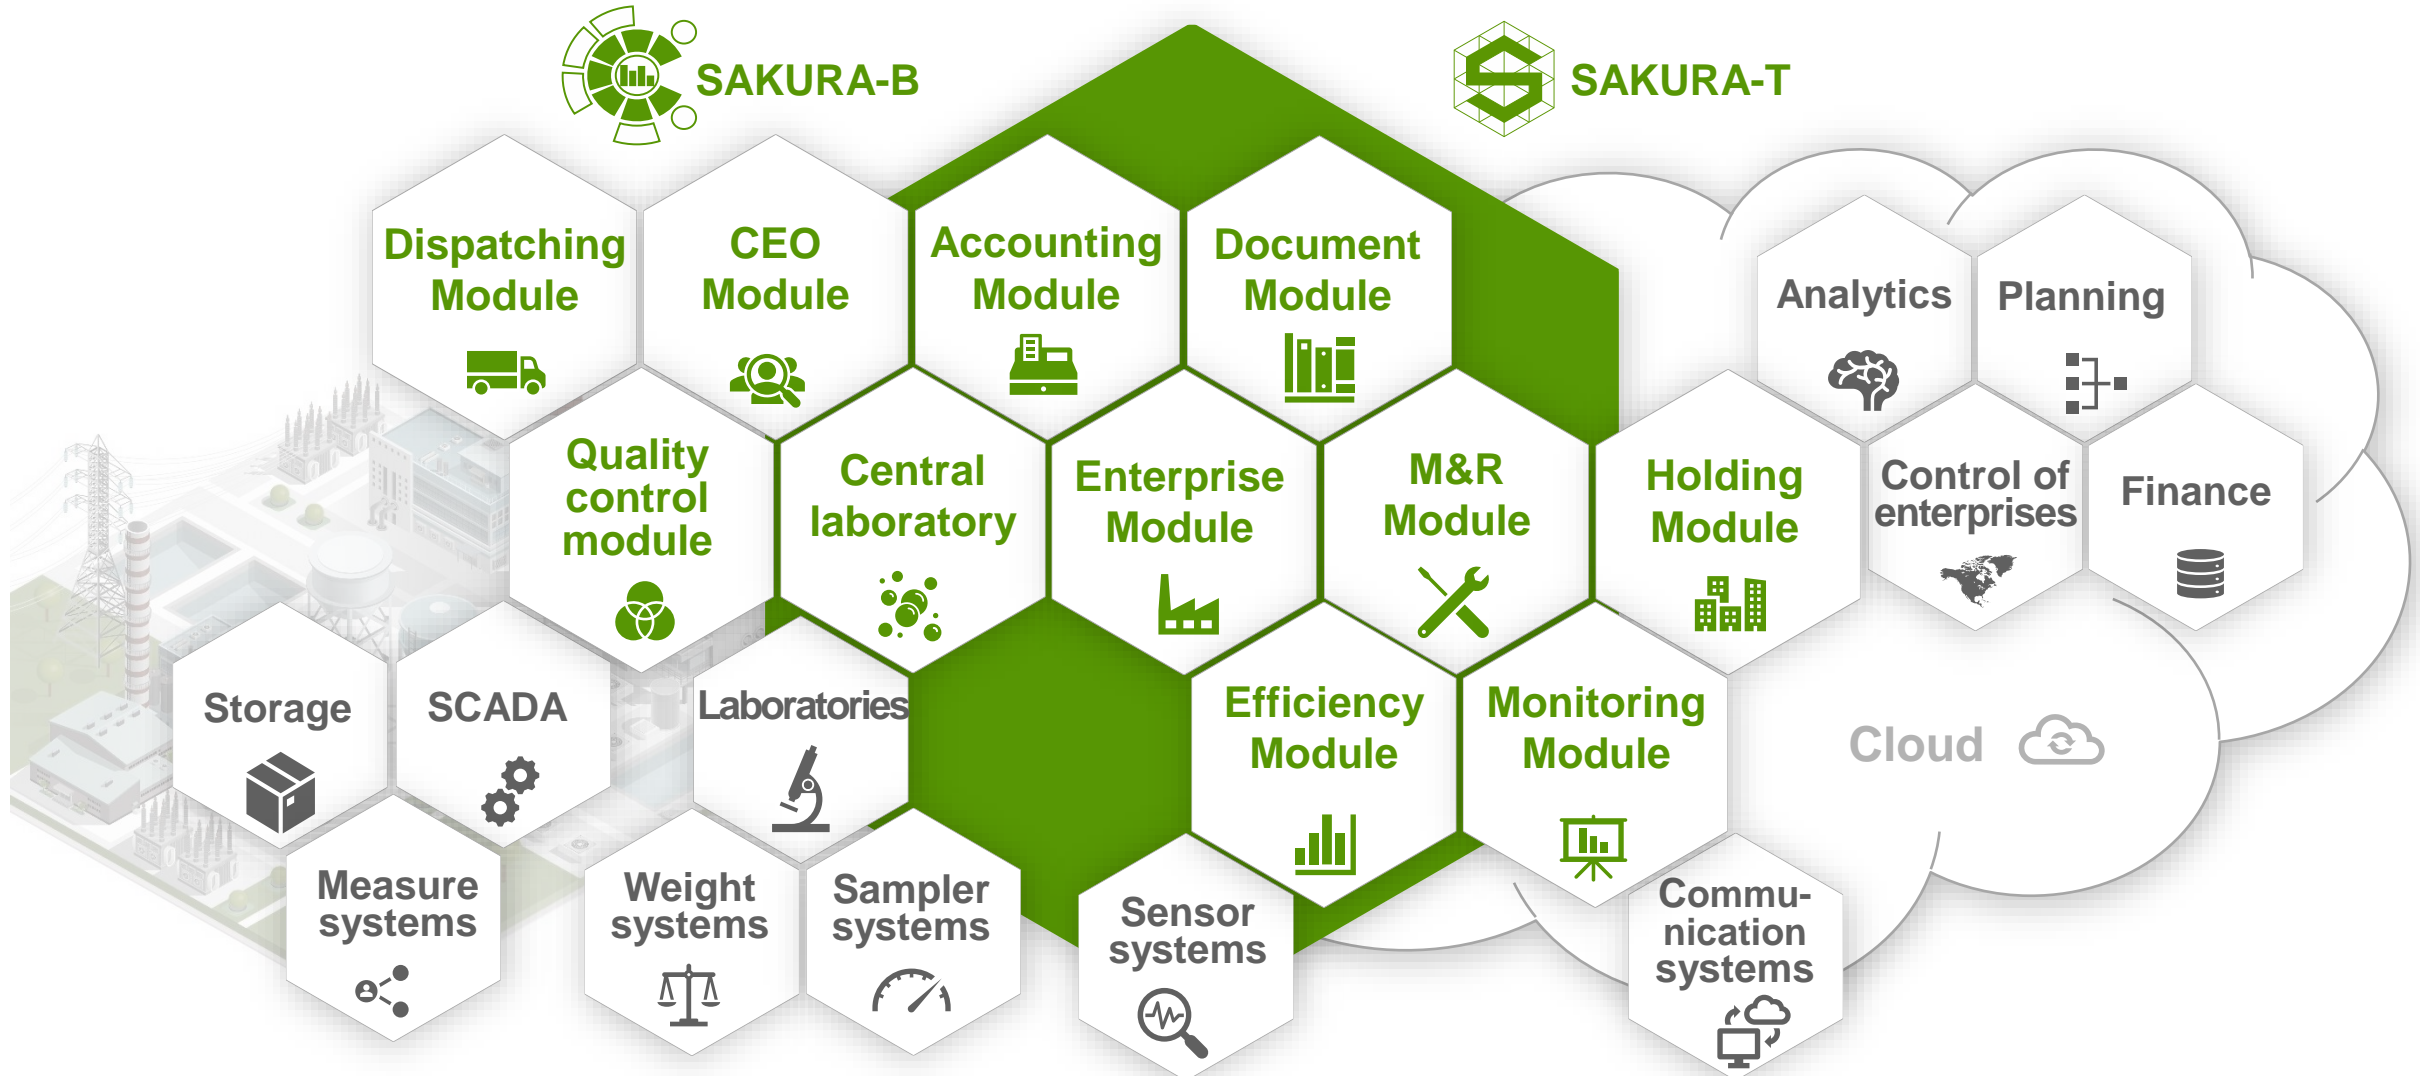 SAKURA-B
SAKURA-T
Dispatching
Module
CEO
Module
Accounting
Module
Document
Module
Analytics
Planning
Quality
control
module
Central
laboratory
Enterprise
Module
M&R
Module
Holding
Module
Control of
enterprises
Finance
Storage
SCADA
Laboratories
Efficiency
Module
Monitoring
Module
Cloud
Measure
systems
Weight
systems
Sampler
systems
Sensor
systems
Commu-
nication
systems